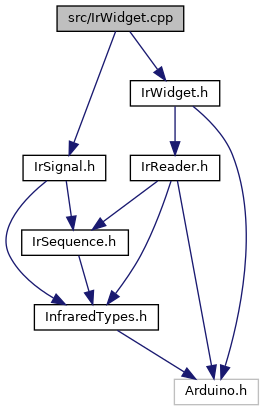 src/IrWidget.cpp
IrWidget.h
IrSignal.h
IrReader.h
IrSequence.h
InfraredTypes.h
Arduino.h